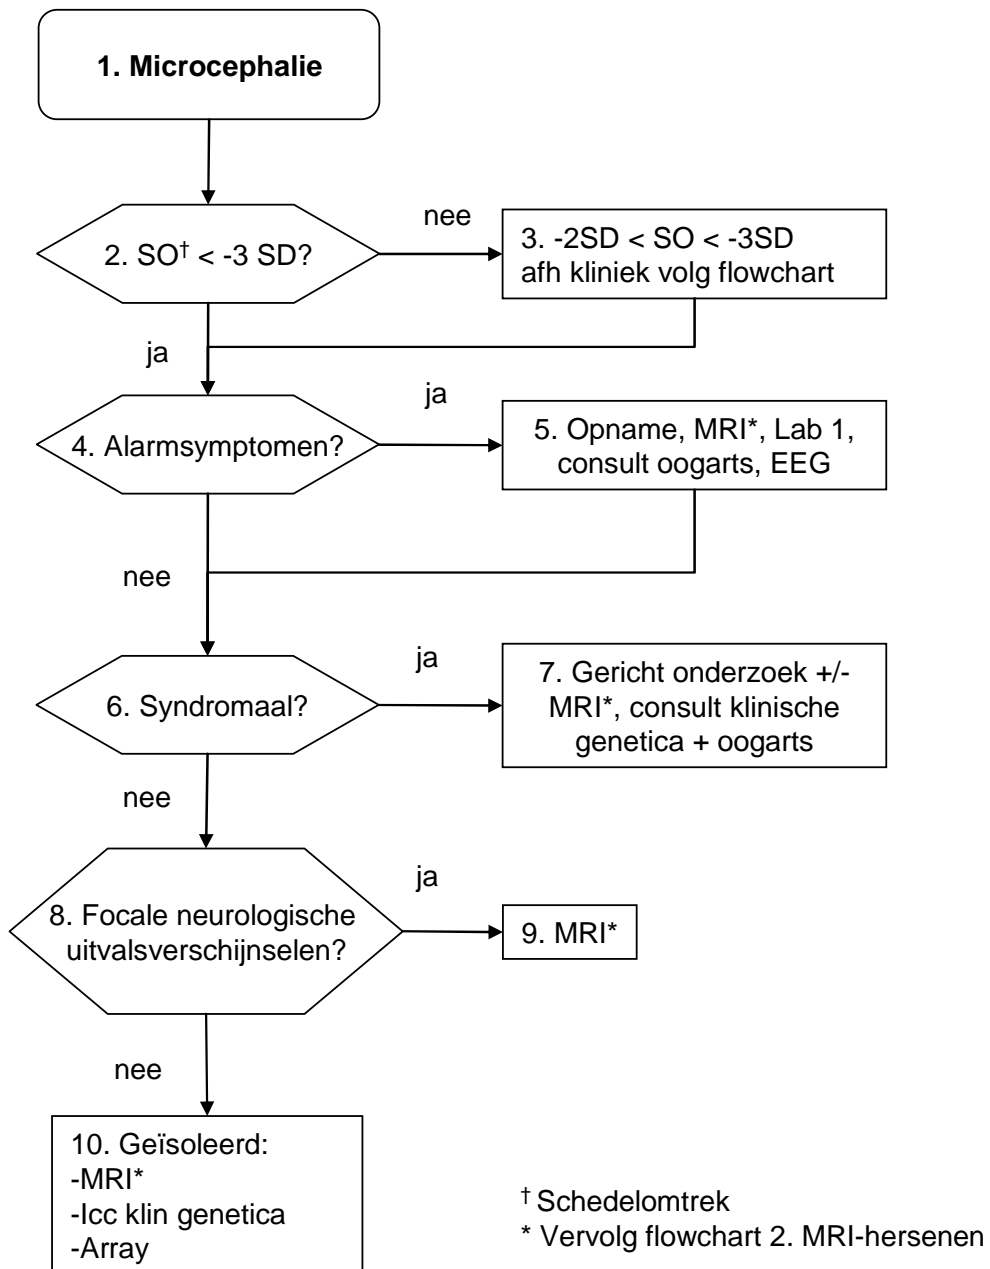 1. Microcephalie
2. SO† < -3 SD?
nee
3. -2SD < SO < -3SD
afh kliniek volg flowchart
ja
4. Alarmsymptomen?
ja
5. Opname, MRI*, Lab 1,
consult oogarts, EEG
nee
6. Syndromaal?
ja
7. Gericht onderzoek +/-
MRI*, consult klinische
genetica + oogarts
nee
8. Focale neurologische
uitvalsverschijnselen?
ja
9. MRI*
nee
10. Geïsoleerd:
-MRI*
-Icc klin genetica
-Array
† Schedelomtrek
* Vervolg flowchart 2. MRI-hersenen